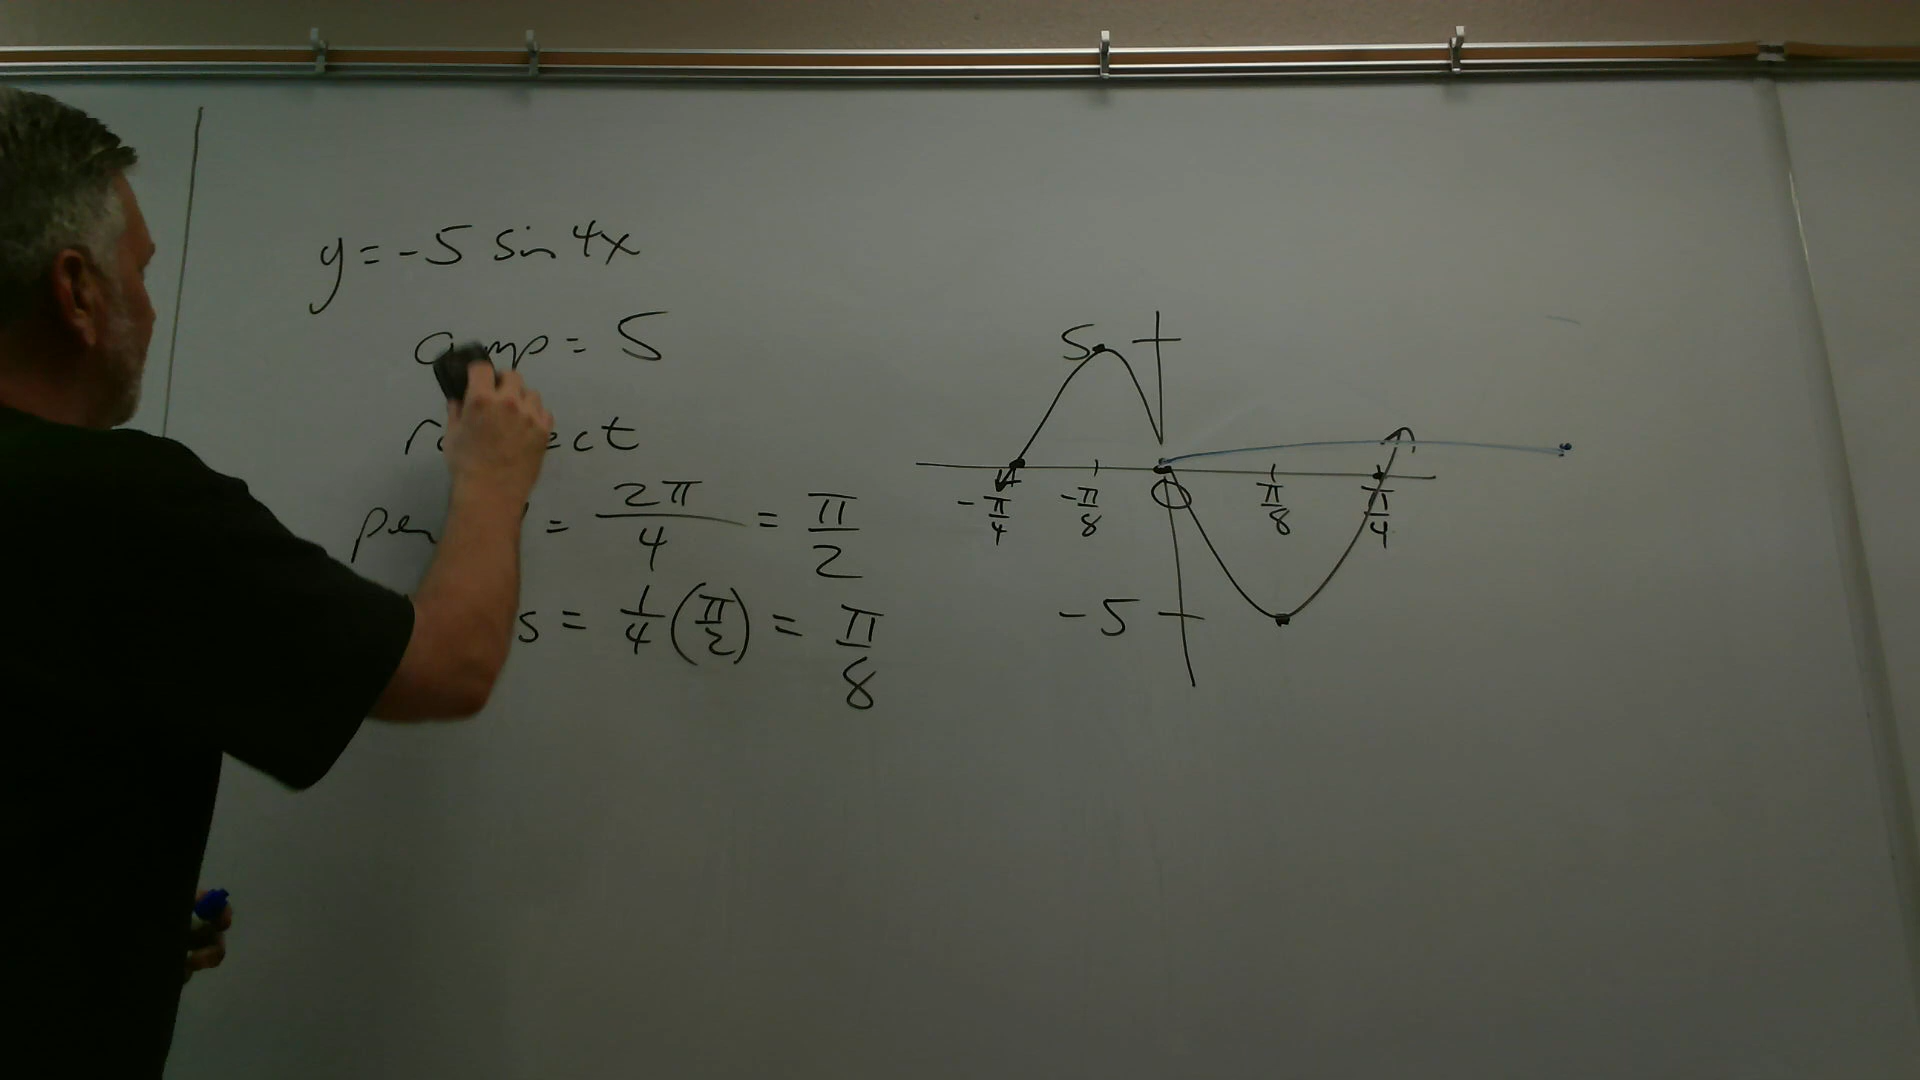 y = -5 sin 4x
amp = 5
= 2π/4 = π/2
s = 1/4 (π/2) = π/8
5
-π/4 -π/8 0 π/8 π/4
-5